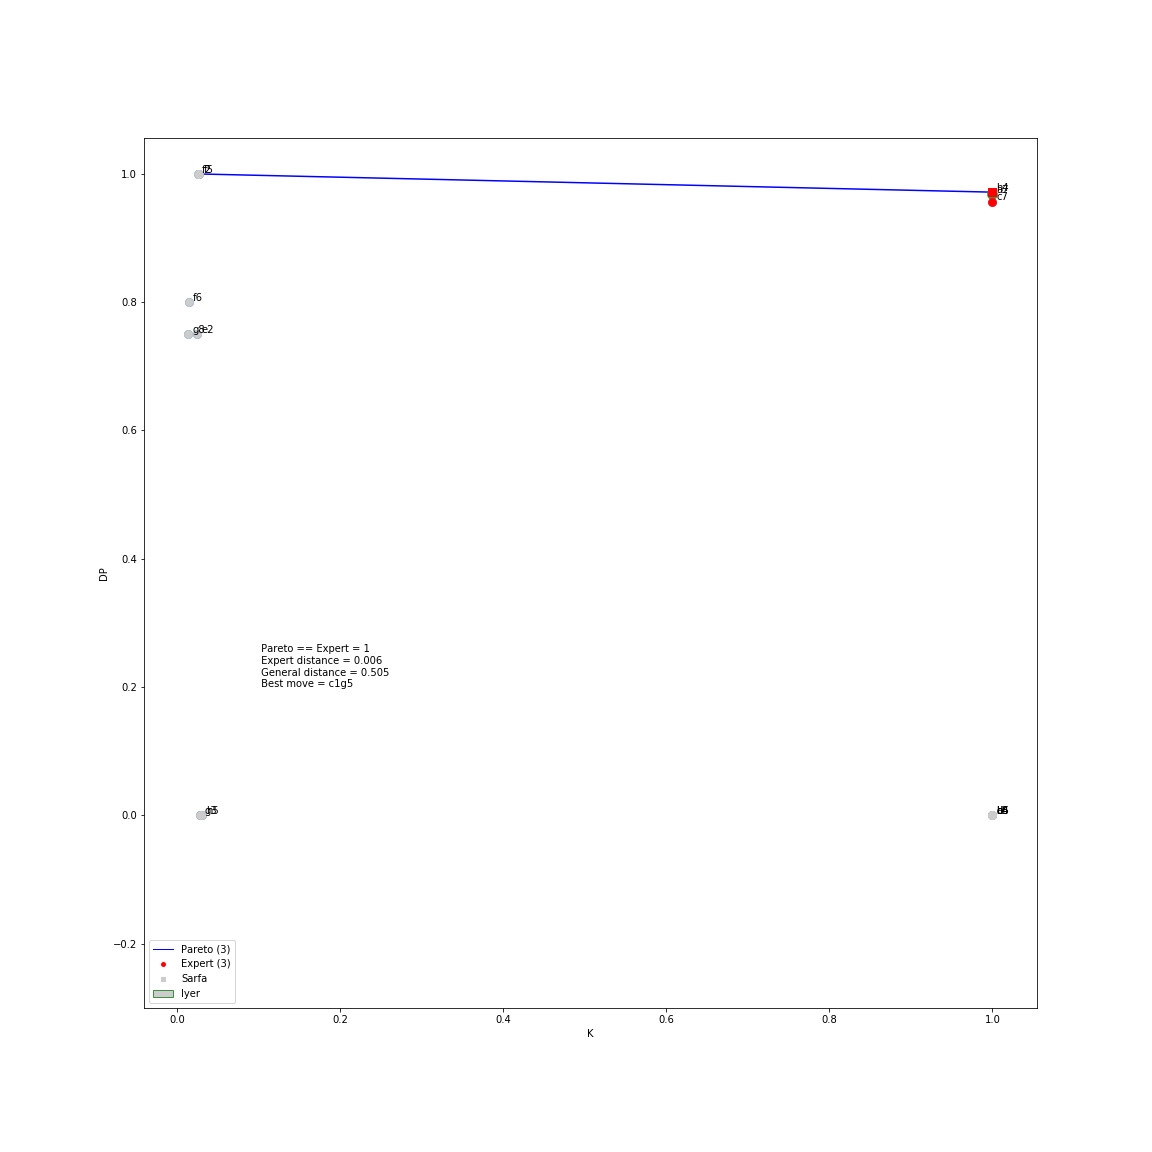 1.0
0.8
0.6
0.4
0.2
0.0
−0.2
DP
f6
c7
Pareto == Expert = 1
Expert distance = 0.006
General distance = 0.505
Best move = c1g5
Pareto (3)
Expert (3)
Sarfa
Iyer
0.0 0.2 0.4 0.6 0.8 1.0
K